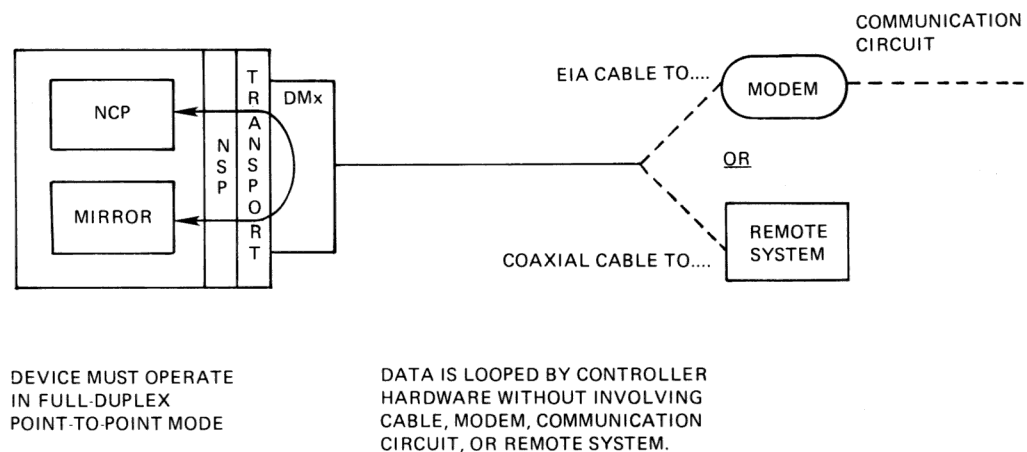 COMMUNICATION
CIRCUIT
EIA CABLE TO....
MODEM
NCP
NSP
TRANSPORT
DMx
OR
MIRROR
COAXIAL CABLE TO....
REMOTE
SYSTEM
DEVICE MUST OPERATE
IN FULL-DUPLEX
POINT-TO-POINT MODE
DATA IS LOOPED BY CONTROLLER
HARDWARE WITHOUT INVOLVING
CABLE, MODEM, COMMUNICATION
CIRCUIT, OR REMOTE SYSTEM.